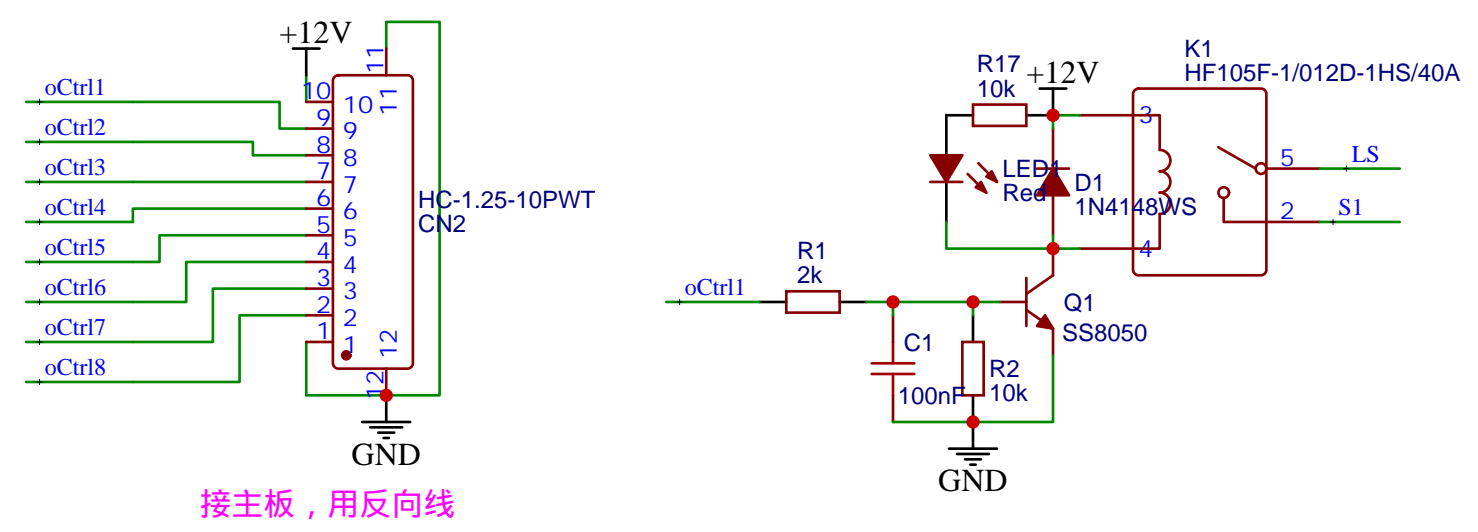 +12V
11
11
oCtrl1
oCtrl2
oCtrl3
oCtrl4
oCtrl5
oCtrl6
oCtrl7
oCtrl8
10
9
8
7
6
5
4
3
2
1
10
9
8
7
6
5
4
3
2
1
12
12
HC-1.25-10PWT
CN2
GND
接主板，用反向线
R17
10k
+12V
K1
HF105F-1/012D-1HS/40A
3
4
5
2
LS
S1
LED1
Red
D1
1N4148WS
oCtrl1
R1
2k
Q1
SS8050
C1
100nF
R2
10k
GND